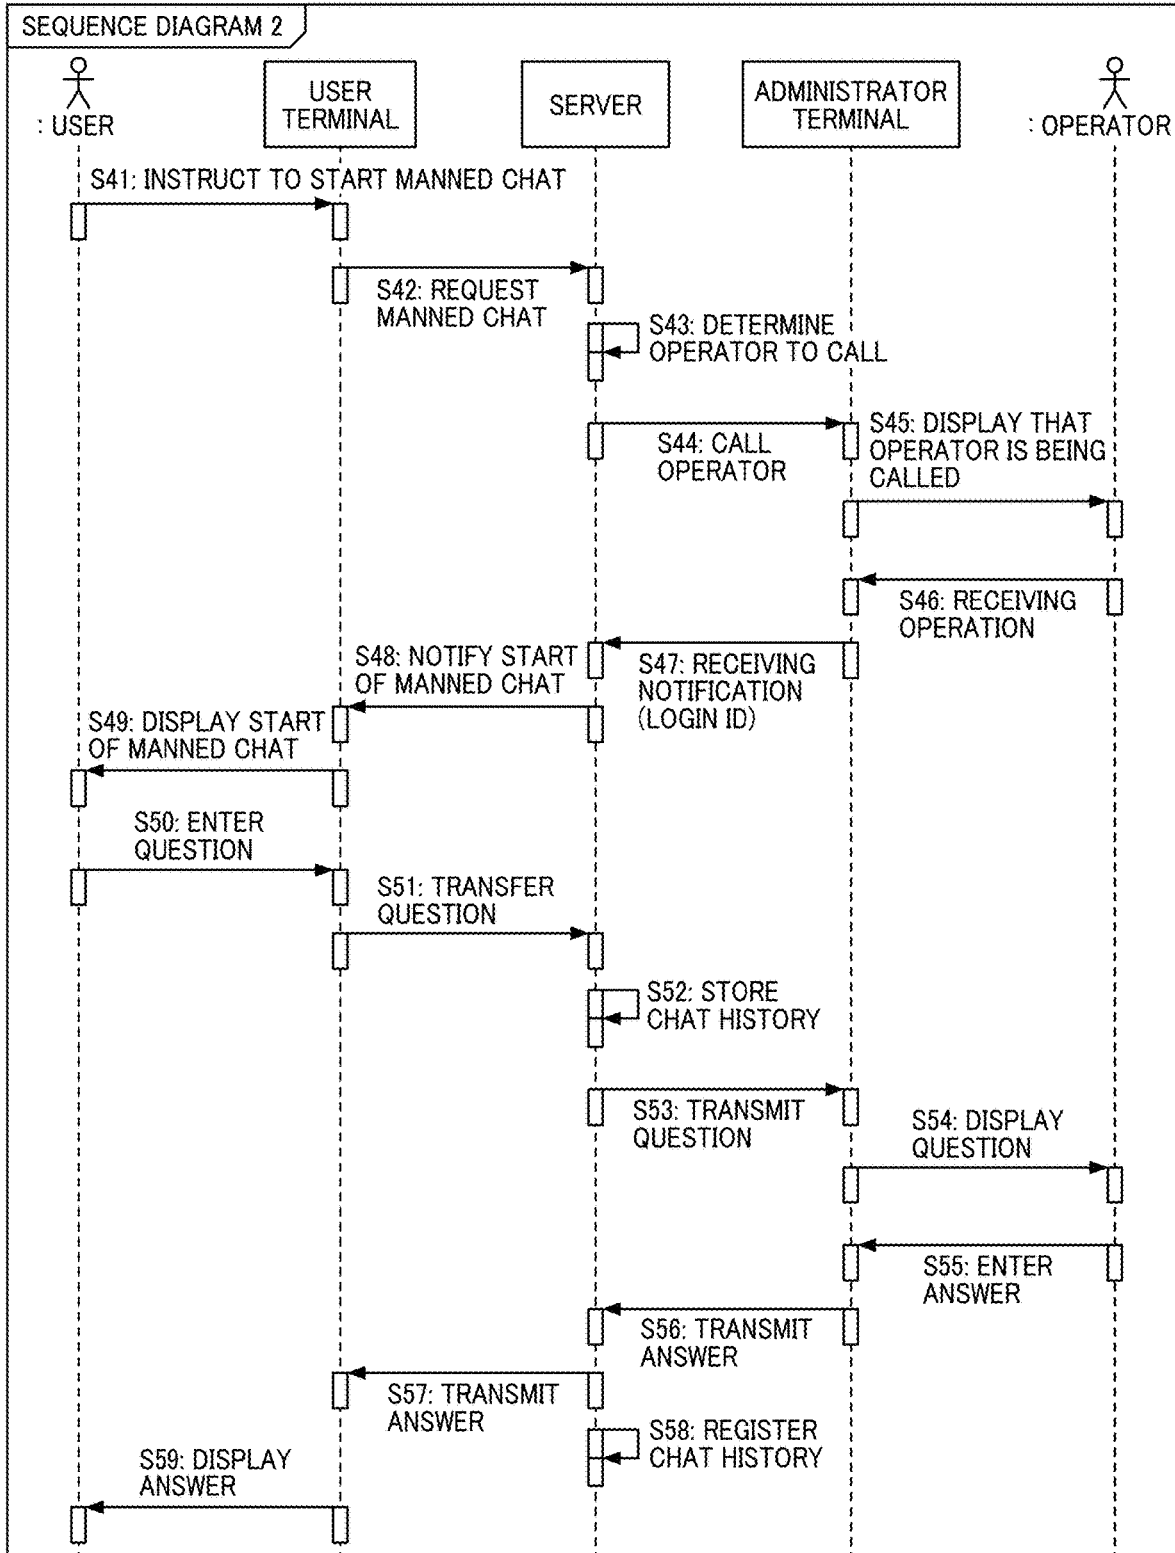 SEQUENCE DIAGRAM 2
: USER
USER
TERMINAL
SERVER
ADMINISTRATOR
TERMINAL
: OPERATOR
S41: INSTRUCT TO START MANNED CHAT
S42: REQUEST
MANNED CHAT
S43: DETERMINE
OPERATOR TO CALL
S44: CALL
OPERATOR
S45: DISPLAY THAT
OPERATOR IS BEING
CALLED
S46: RECEIVING
OPERATION
S47: RECEIVING
NOTIFICATION
(LOGIN ID)
S48: NOTIFY START
OF MANNED CHAT
S49: DISPLAY START
OF MANNED CHAT
S50: ENTER
QUESTION
S51: TRANSFER
QUESTION
S52: STORE
CHAT HISTORY
S53: TRANSMIT
QUESTION
S54: DISPLAY
QUESTION
S55: ENTER
ANSWER
S56: TRANSMIT
ANSWER
S57: TRANSMIT
ANSWER
S58: REGISTER
CHAT HISTORY
S59: DISPLAY
ANSWER